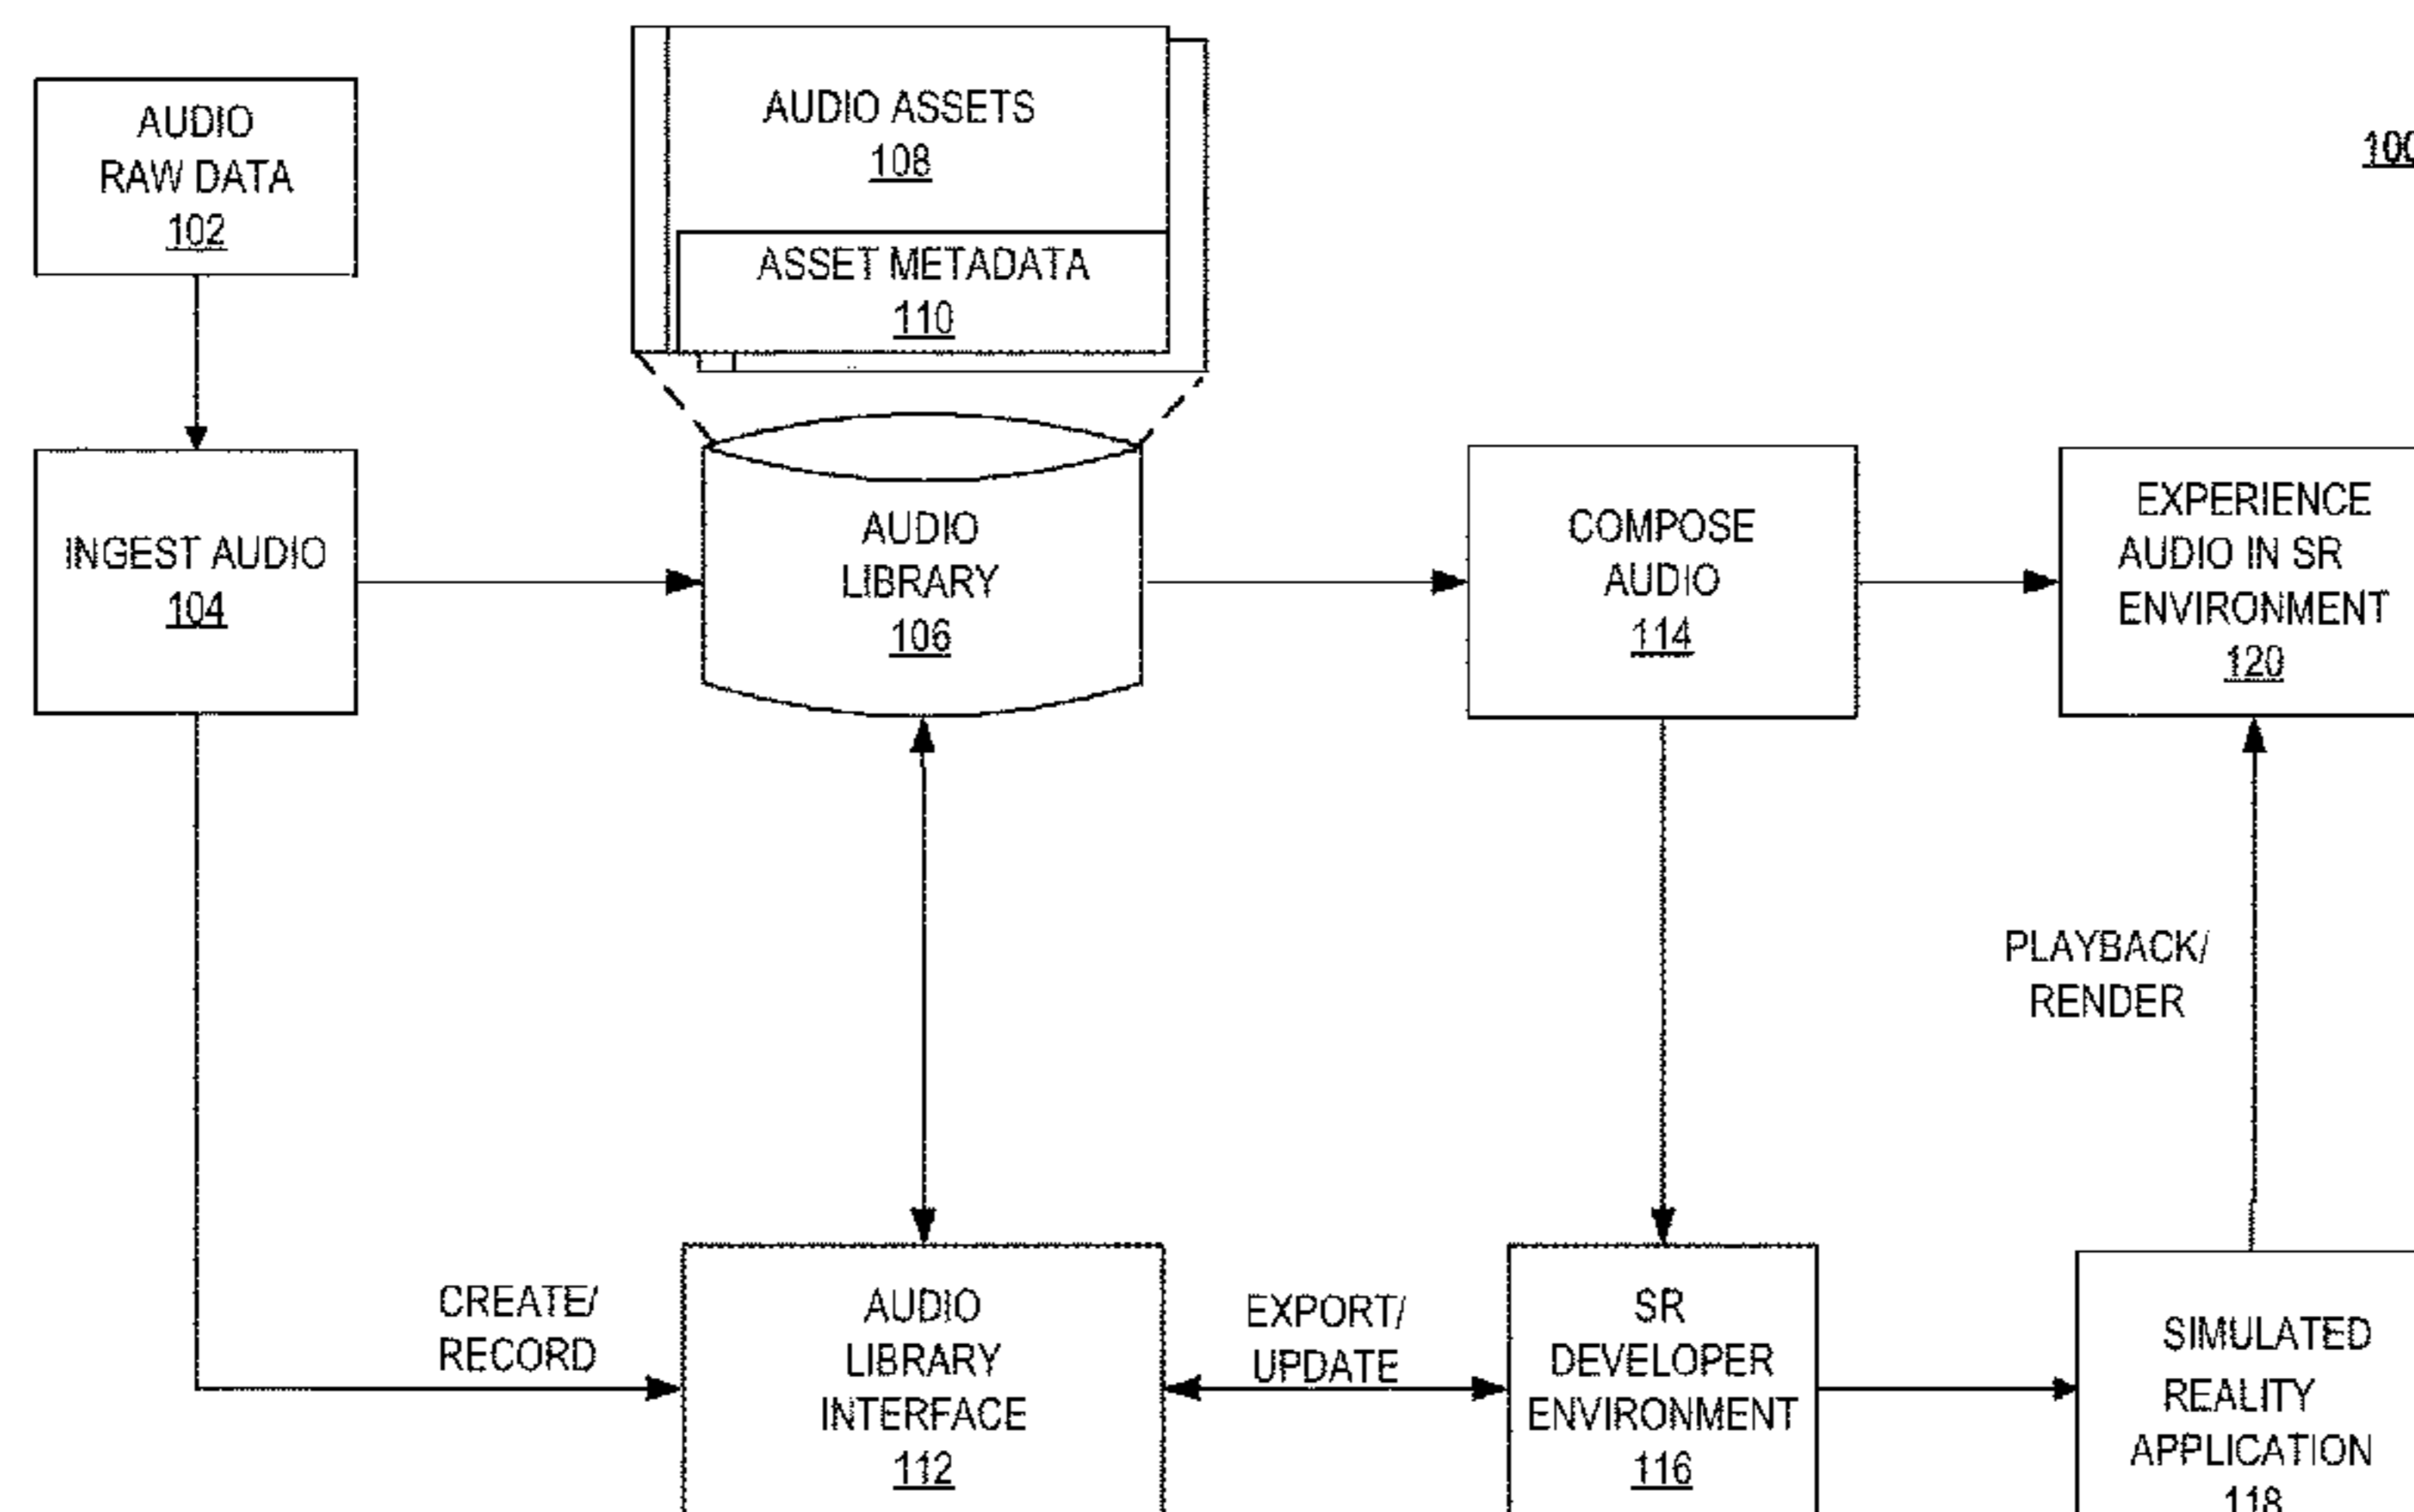 AUDIO
RAW DATA
102
AUDIO ASSETS
108
ASSET METADATA
110
100
INGEST AUDIO
104
AUDIO
LIBRARY
106
COMPOSE
AUDIO
114
EXPERIENCE
AUDIO IN SR
ENVIRONMENT
120
PLAYBACK/
RENDER
CREATE/
RECORD
AUDIO
LIBRARY
INTERFACE
112
EXPORT/
UPDATE
SR
DEVELOPER
ENVIRONMENT
116
SIMULATED
REALITY
APPLICATION
118